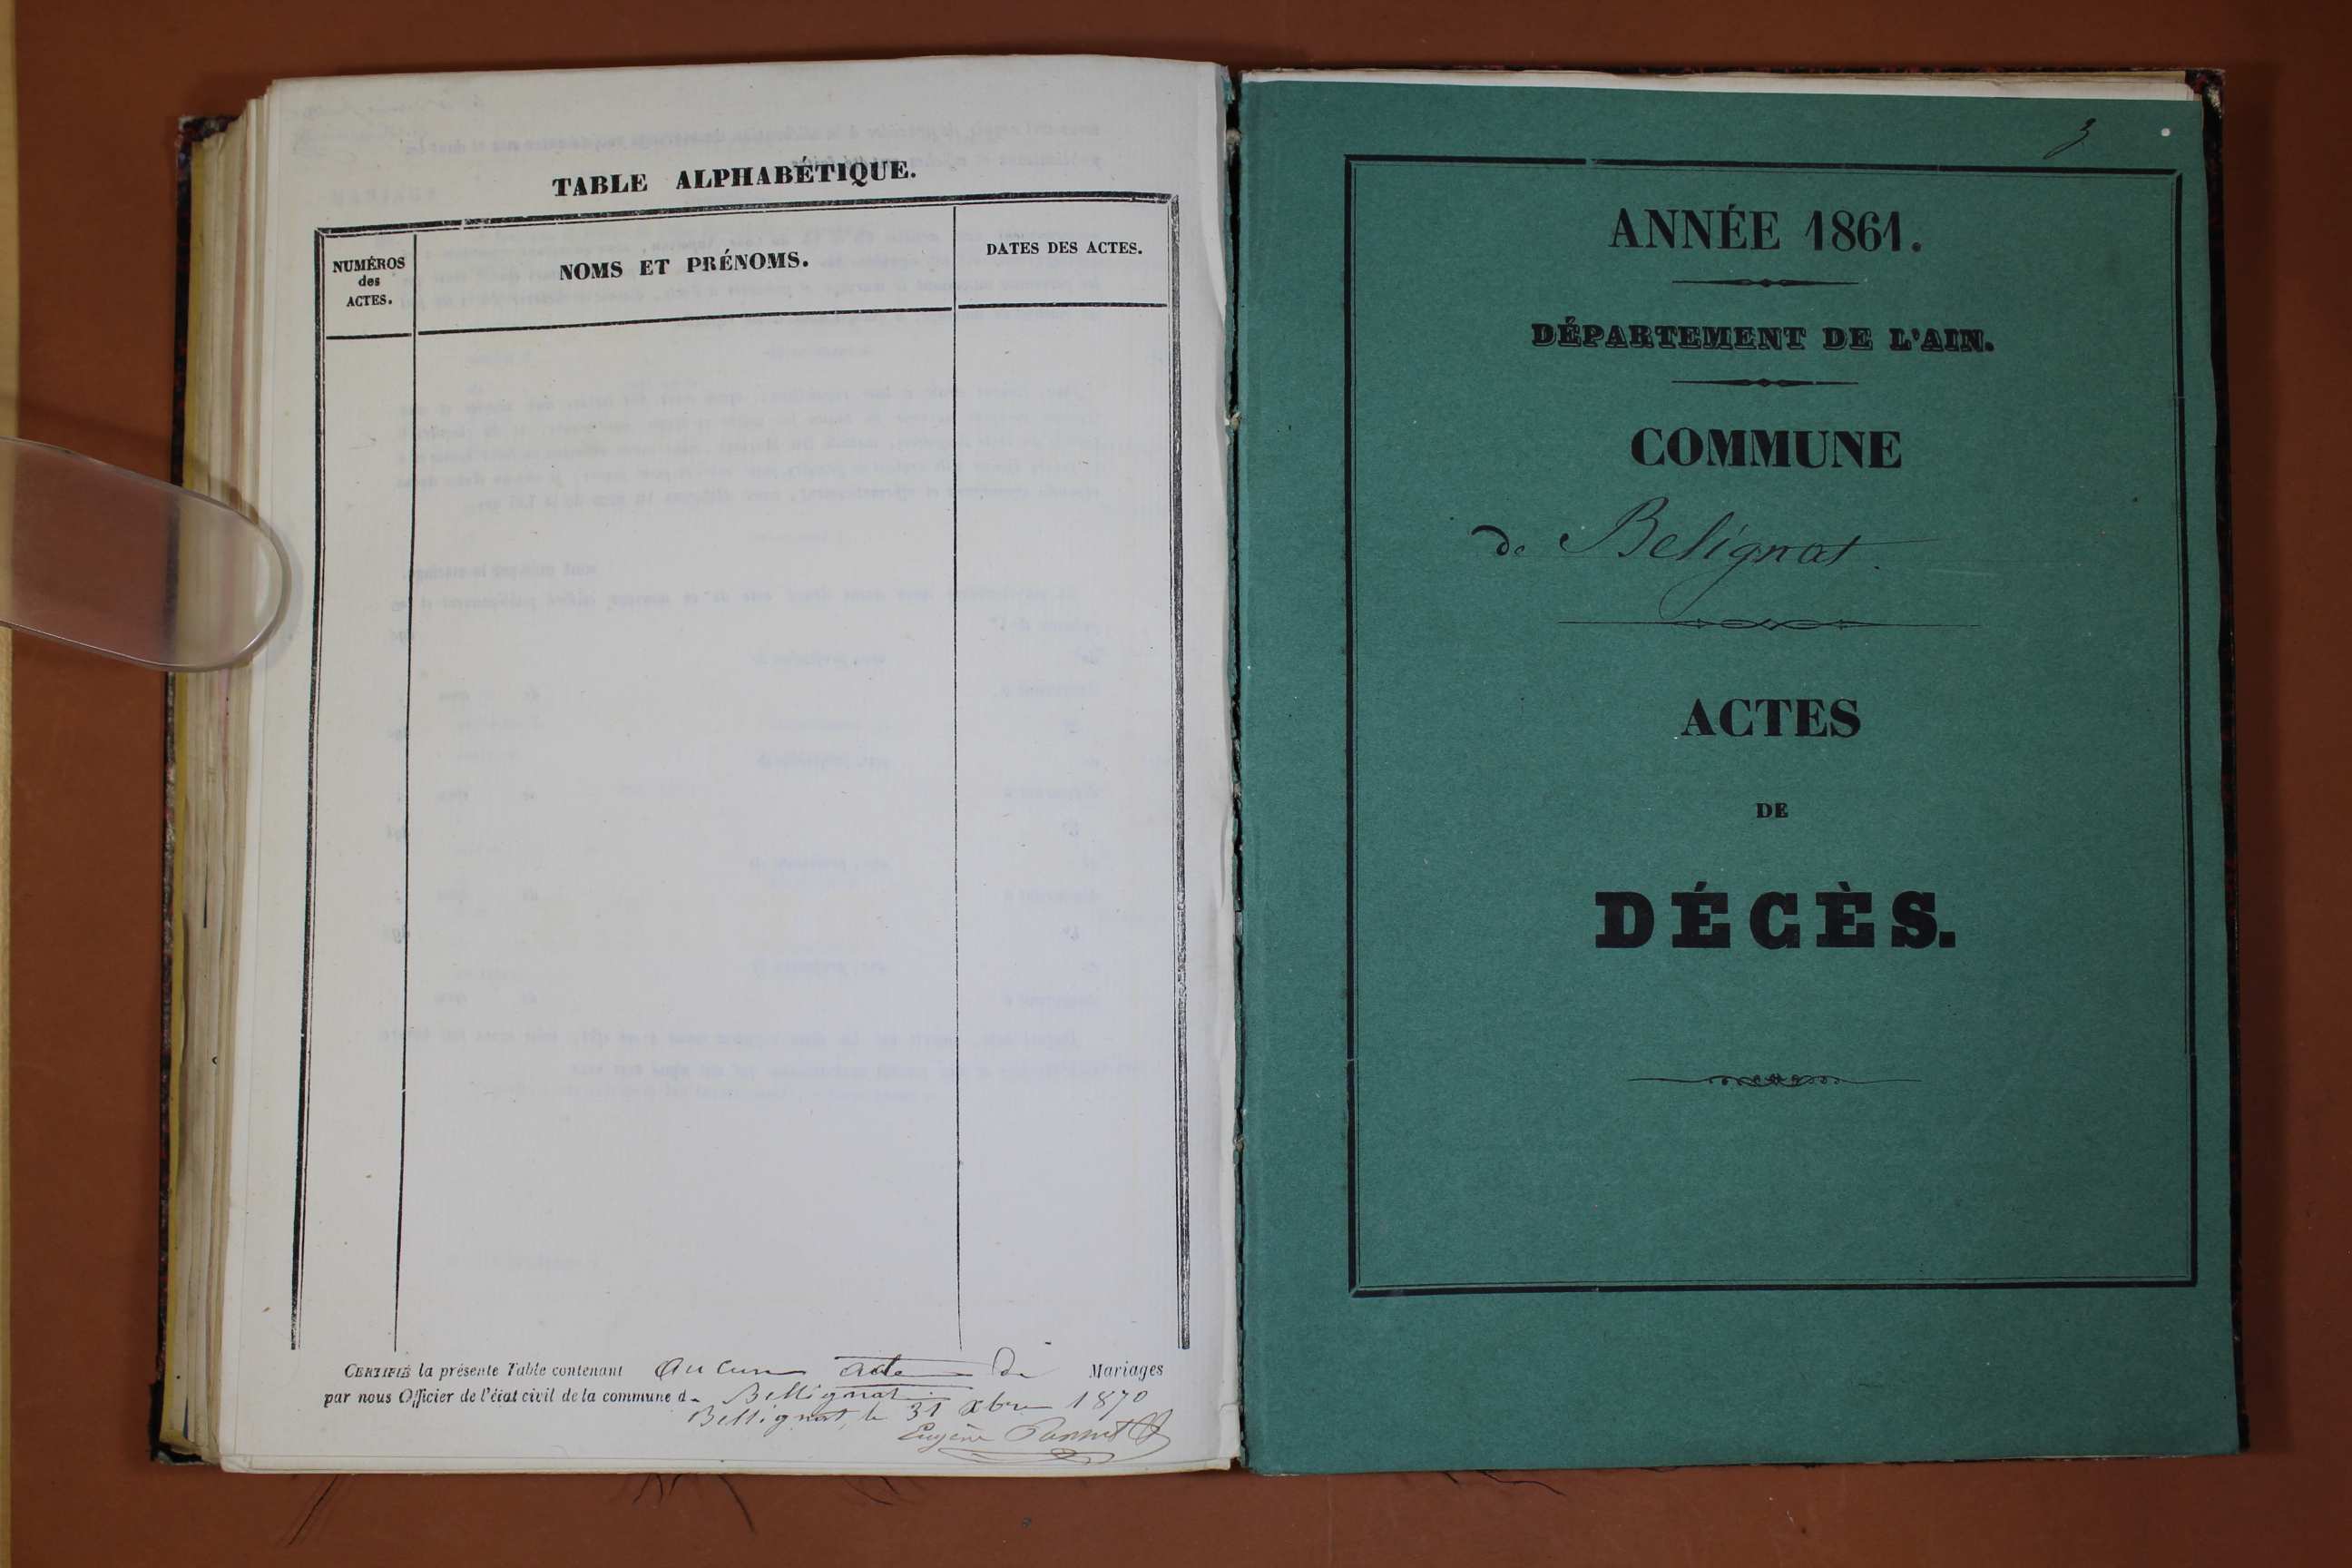 TABLE ALPHABÉTIQUE.
NUMÉROS
des
ACTES.
NOMS ET PRÉNOMS.
DATES DES ACTES.
CERTIFIÉ la présente Table contenant aucun acte de Mariages
par nous Officier de l'état civil de la commune d. Bellignat
Bellignat, le 31 Xbre 1870
Eugène
3
ANNÉE 1861.
DÉPARTEMENT DE L'AIN.
COMMUNE
de Belignat.
ACTES
DE
DÉCÈS.